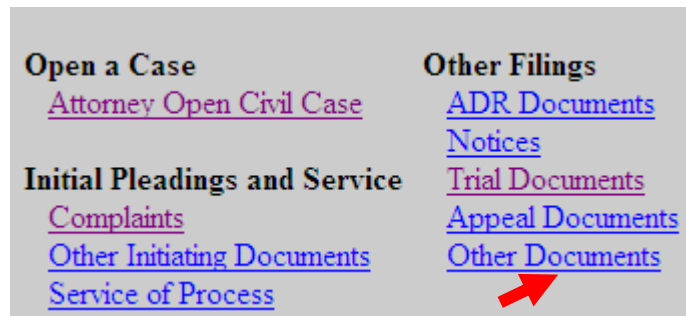 Open a Case
Attorney Open Civil Case
Initial Pleadings and Service
Complaints
Other Initiating Documents
Service of Process
Other Filings
ADR Documents
Notices
Trial Documents
Appeal Documents
Other Documents